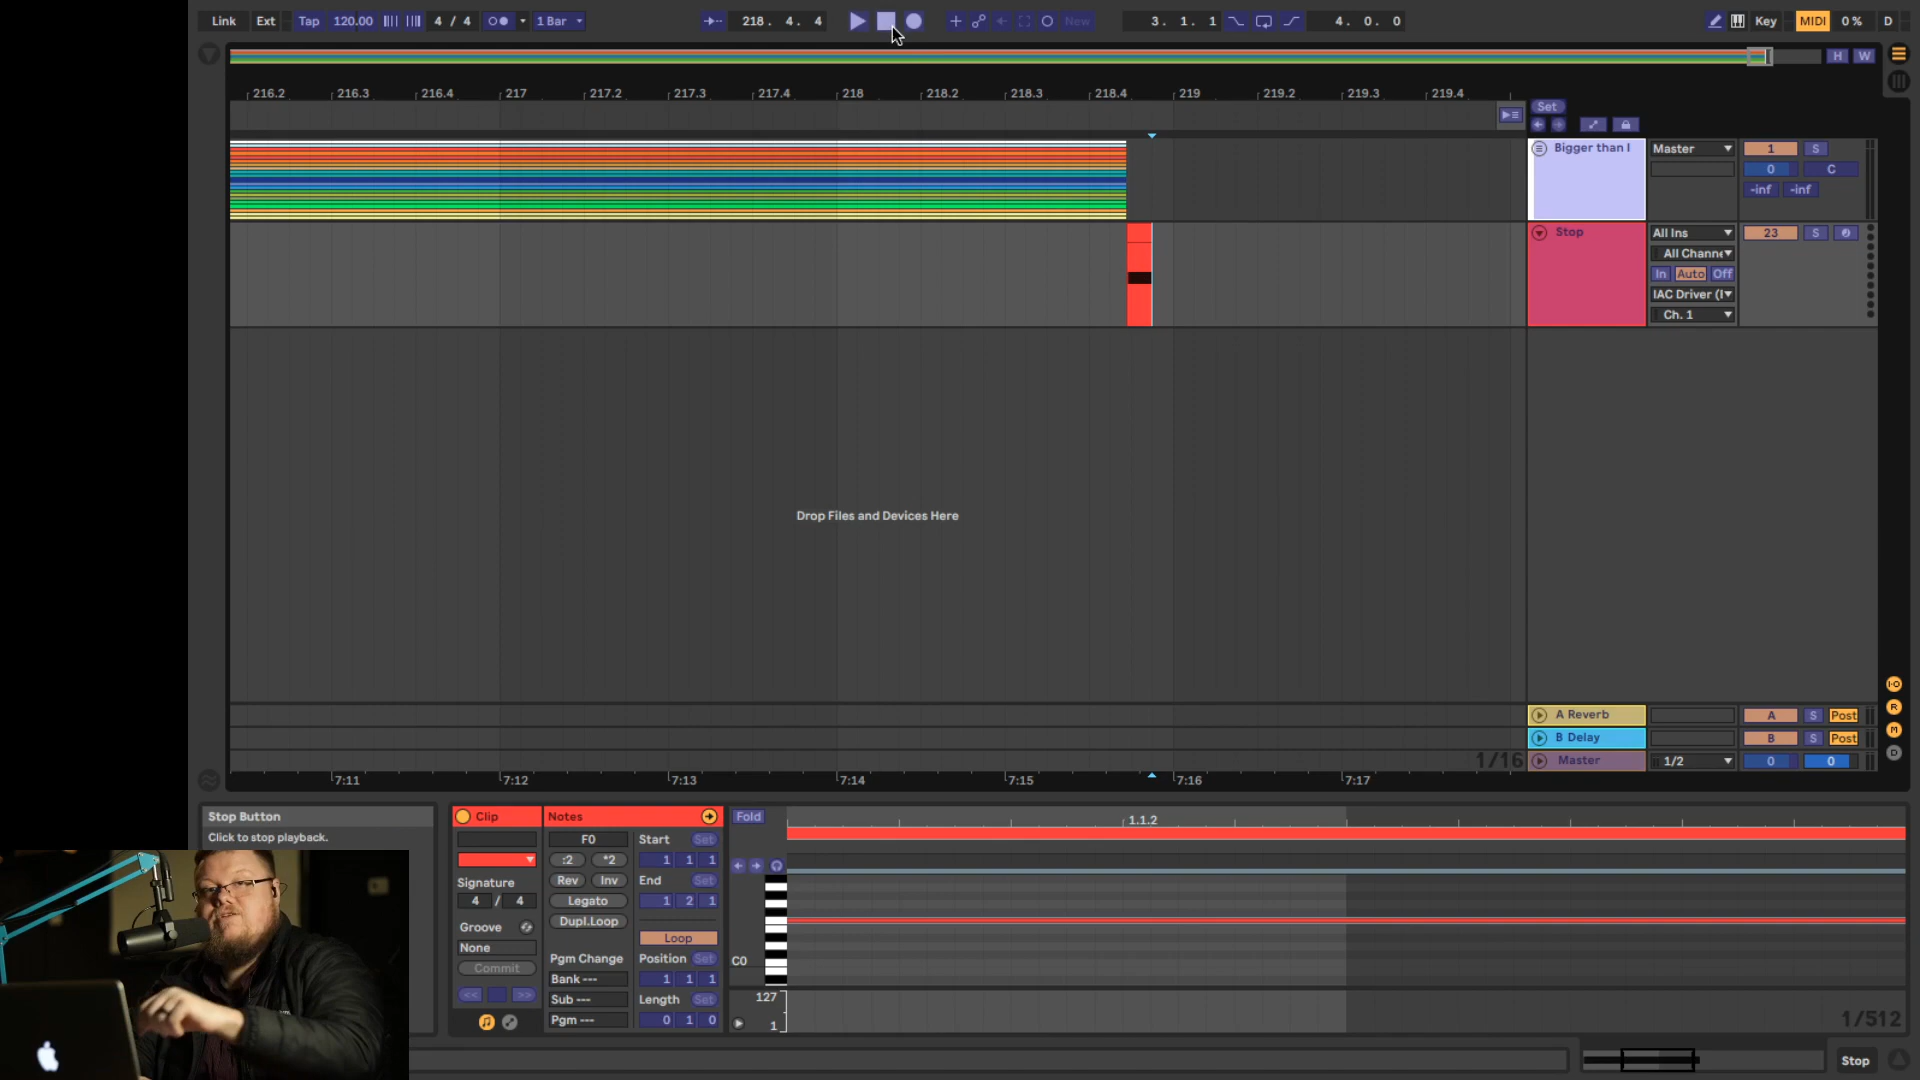 Link Ext Tap 120.00 4 / 4 1 Bar 218. 4. 4 New 3. 1. 1 4. 0. 0 Key MIDI 0 % D
H W
216.2 216.3 216.4 217 217.2 217.3 217.4 218 218.2 218.3 218.4 219 219.2 219.3 219.4
Set
Bigger than I Master 1 S
0 C
-inf -inf
Stop All Ins 23 S
All Channe
In Auto Off
IAC Driver (I
Ch. 1
Drop Files and Devices Here
A Reverb A S Post
B Delay B S Post
1/16 Master 1/2 0 0
I·O
R
M
D
7:11 7:12 7:13 7:14 7:15 7:16 7:17
Stop Button
Click to stop playback.
Clip Notes Fold
1.1.2
F0 Start Set
:2 *2 1 1 1
Signature Rev Inv End Set
4 / 4 Legato 1 2 1
Groove Dupl.Loop
None Loop
Commit Pgm Change Position Set
C0
<< >> Bank --- 1 1 1
Sub --- Length Set
Pgm --- 0 1 0
127
1
1/512
Stop